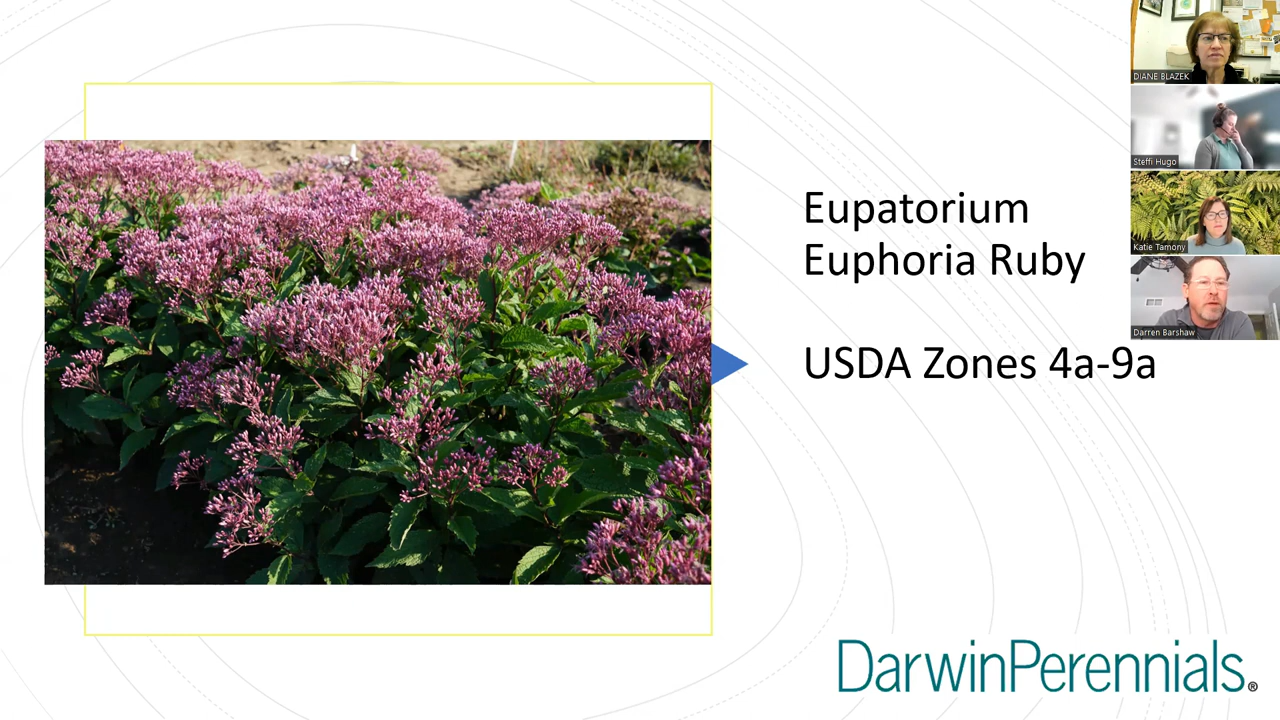 Eupatorium
Euphoria Ruby
USDA Zones 4a-9a
DarwinPerennials®
DIANE BLAZEK
Steffi Hugo
Katie Tamony
Darren Barshaw